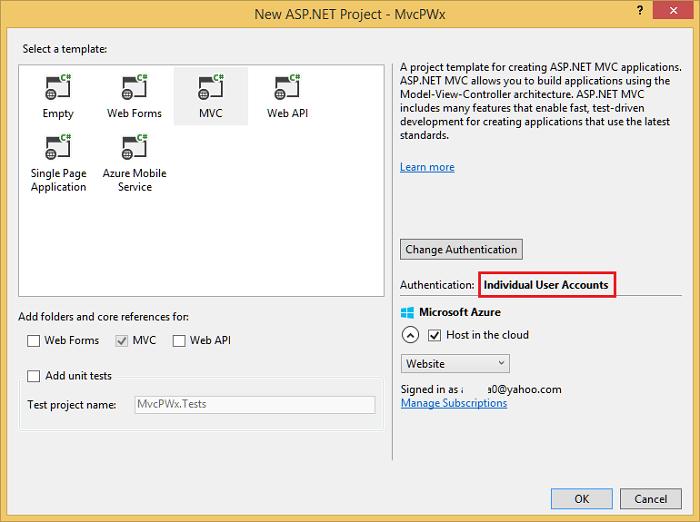 New ASP.NET Project - MvcPWx
?
Select a template:
C#
C#
C#
C#
Empty
Web Forms
MVC
Web API
C#
C#
Single Page
Application
Azure Mobile
Service
A project template for creating ASP.NET MVC applications.
ASP.NET MVC allows you to build applications using the
Model-View-Controller architecture. ASP.NET MVC
includes many features that enable fast, test-driven
development for creating applications that use the latest
standards.
Learn more
Change Authentication
Authentication: Individual User Accounts
Microsoft Azure
Host in the cloud
Website
Signed in as a0@yahoo.com
Manage Subscriptions
Add folders and core references for:
Web Forms
MVC
Web API
Add unit tests
Test project name:
MvcPWx.Tests
OK
Cancel